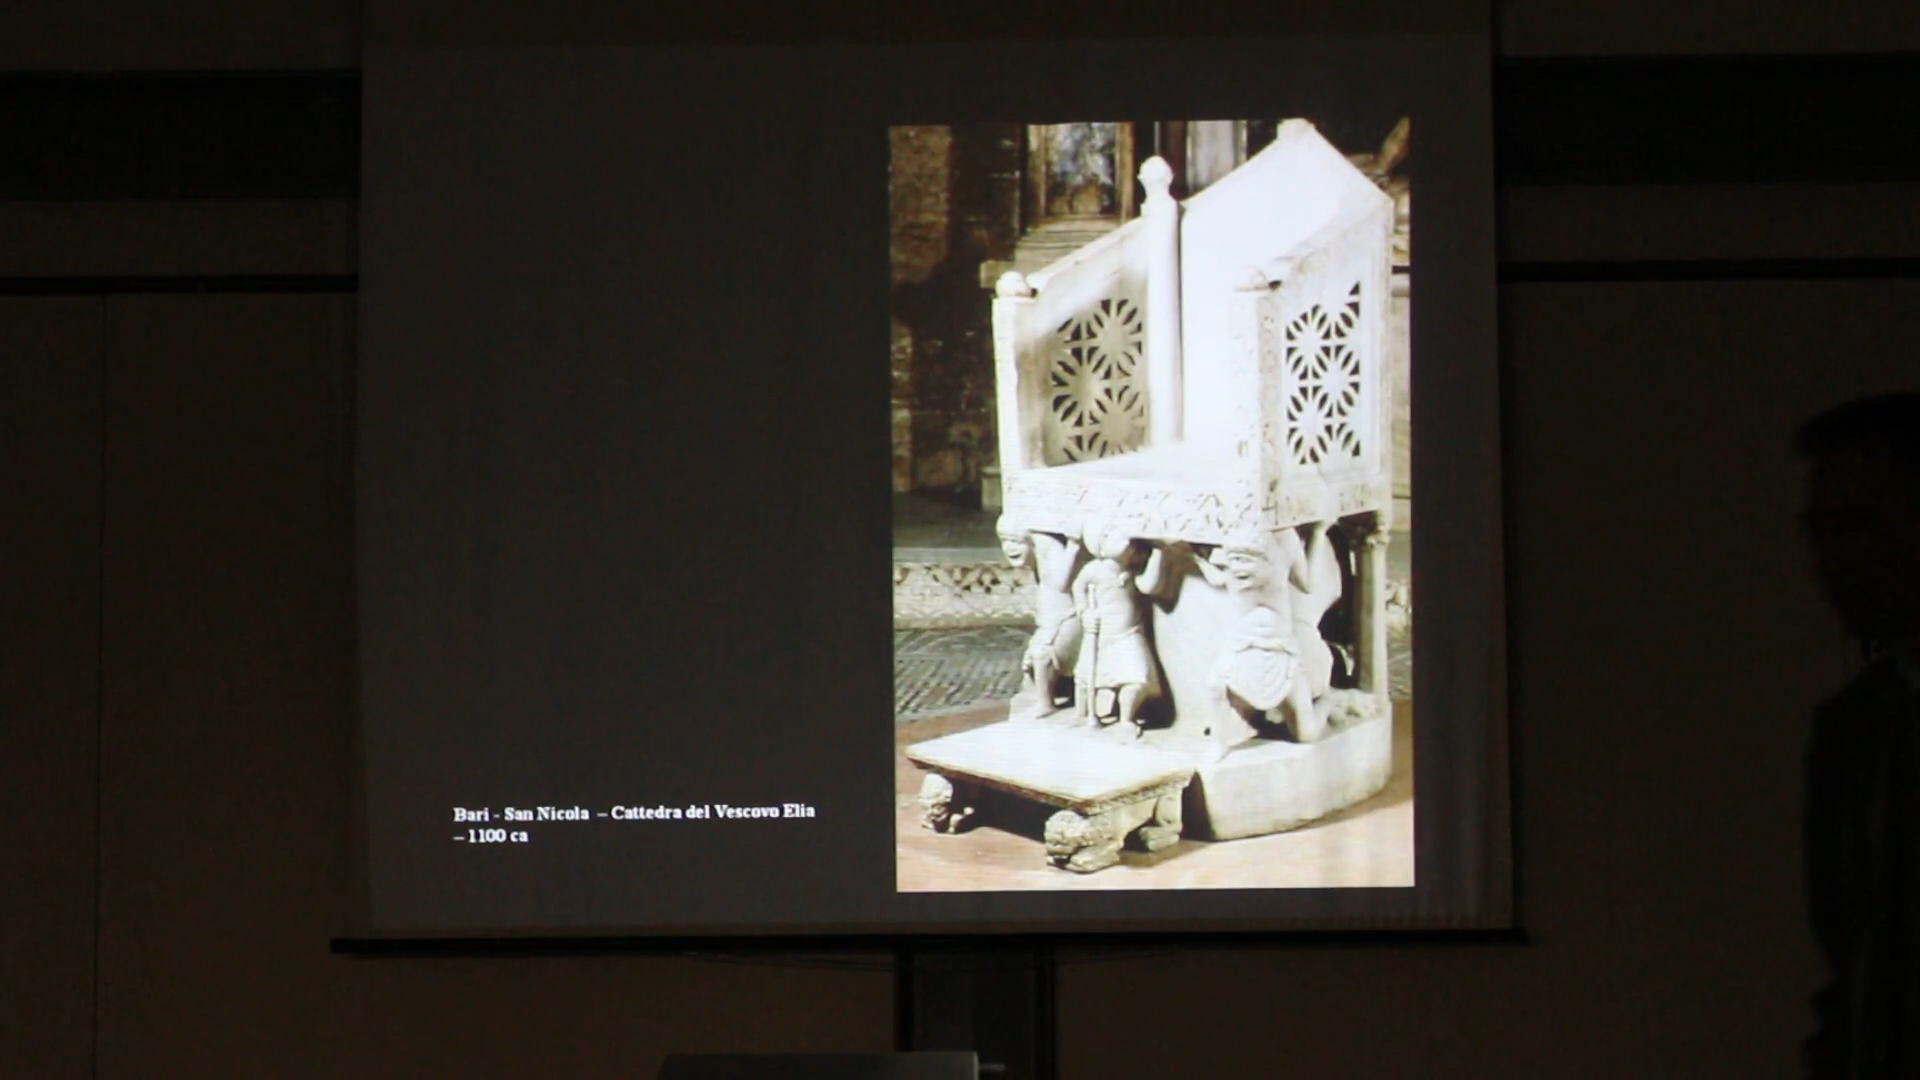 Bari - San Nicola – Cattedra del Vescovo Elia
– 1100 ca